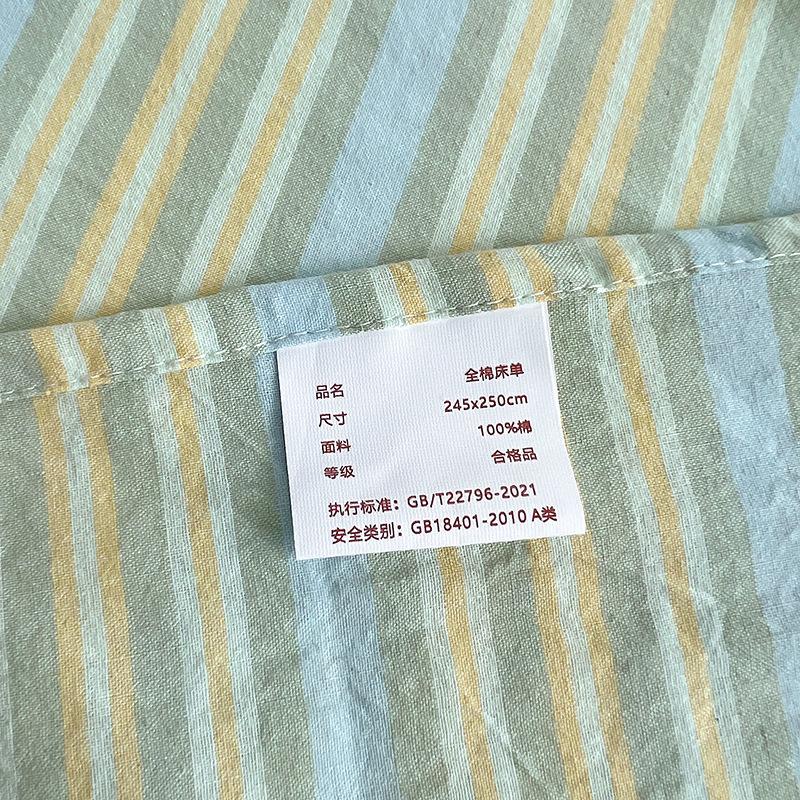 品名 全棉床单
尺寸 245x250cm
面料 100%棉
等级 合格品
执行标准：GB/T22796-2021
安全类别：GB18401-2010 A类